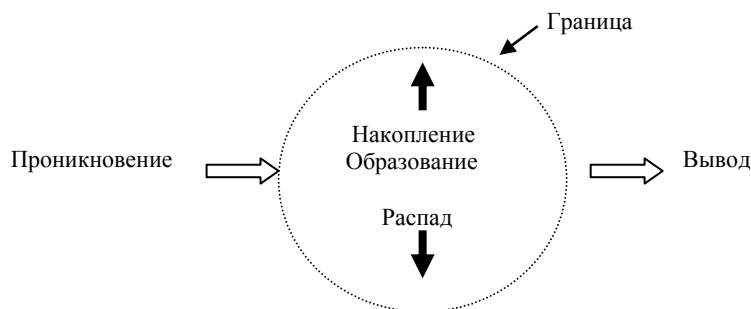 Граница
Накопление
Образование
Проникновение
Вывод
Распад